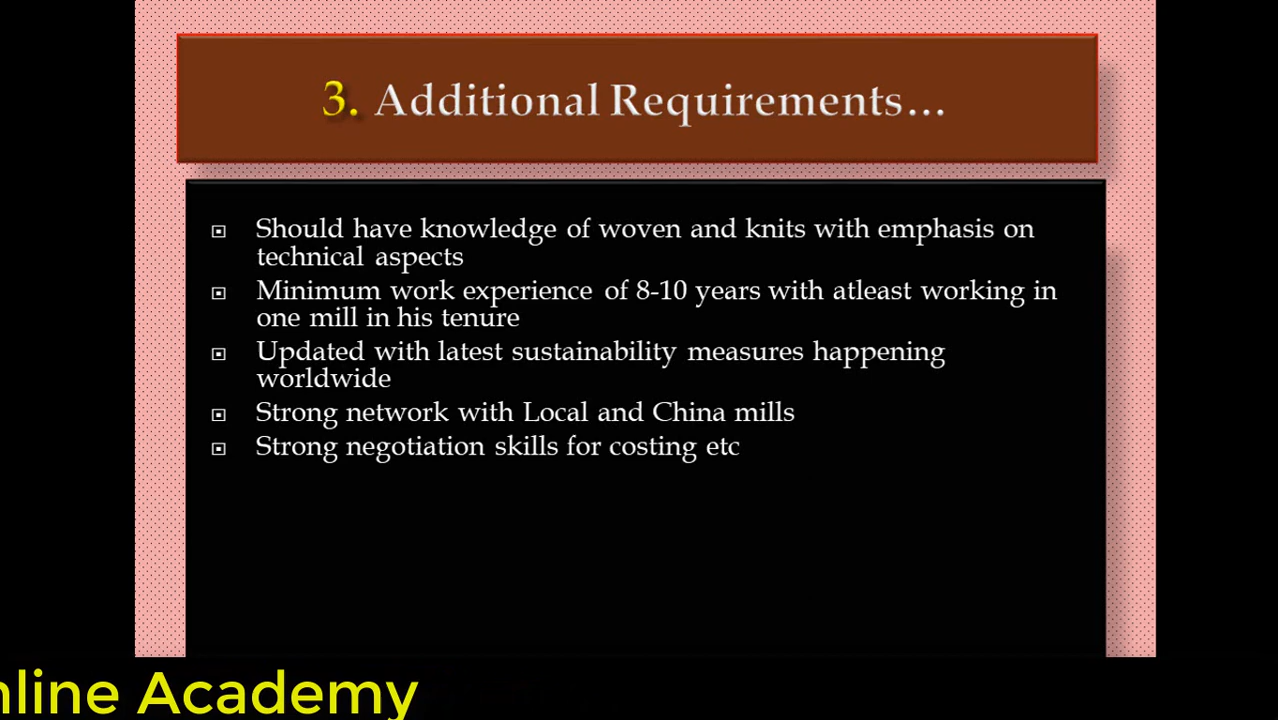 3. Additional Requirements...
Should have knowledge of woven and knits with emphasis on
technical aspects
Minimum work experience of 8-10 years with atleast working in
one mill in his tenure
Updated with latest sustainability measures happening
worldwide
Strong network with Local and China mills
Strong negotiation skills for costing etc
nline Academy